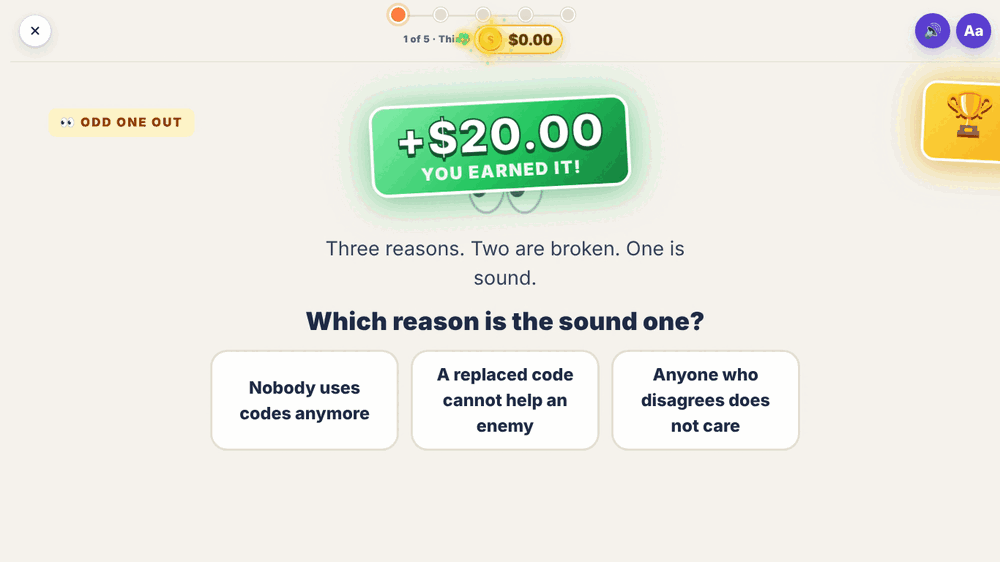 1 of 5 · Thi
$0.00
Aa
ODD ONE OUT
+$20.00
YOU EARNED IT!
Three reasons. Two are broken. One is
sound.
Which reason is the sound one?
Nobody uses
codes anymore
A replaced code
cannot help an
enemy
Anyone who
disagrees does
not care